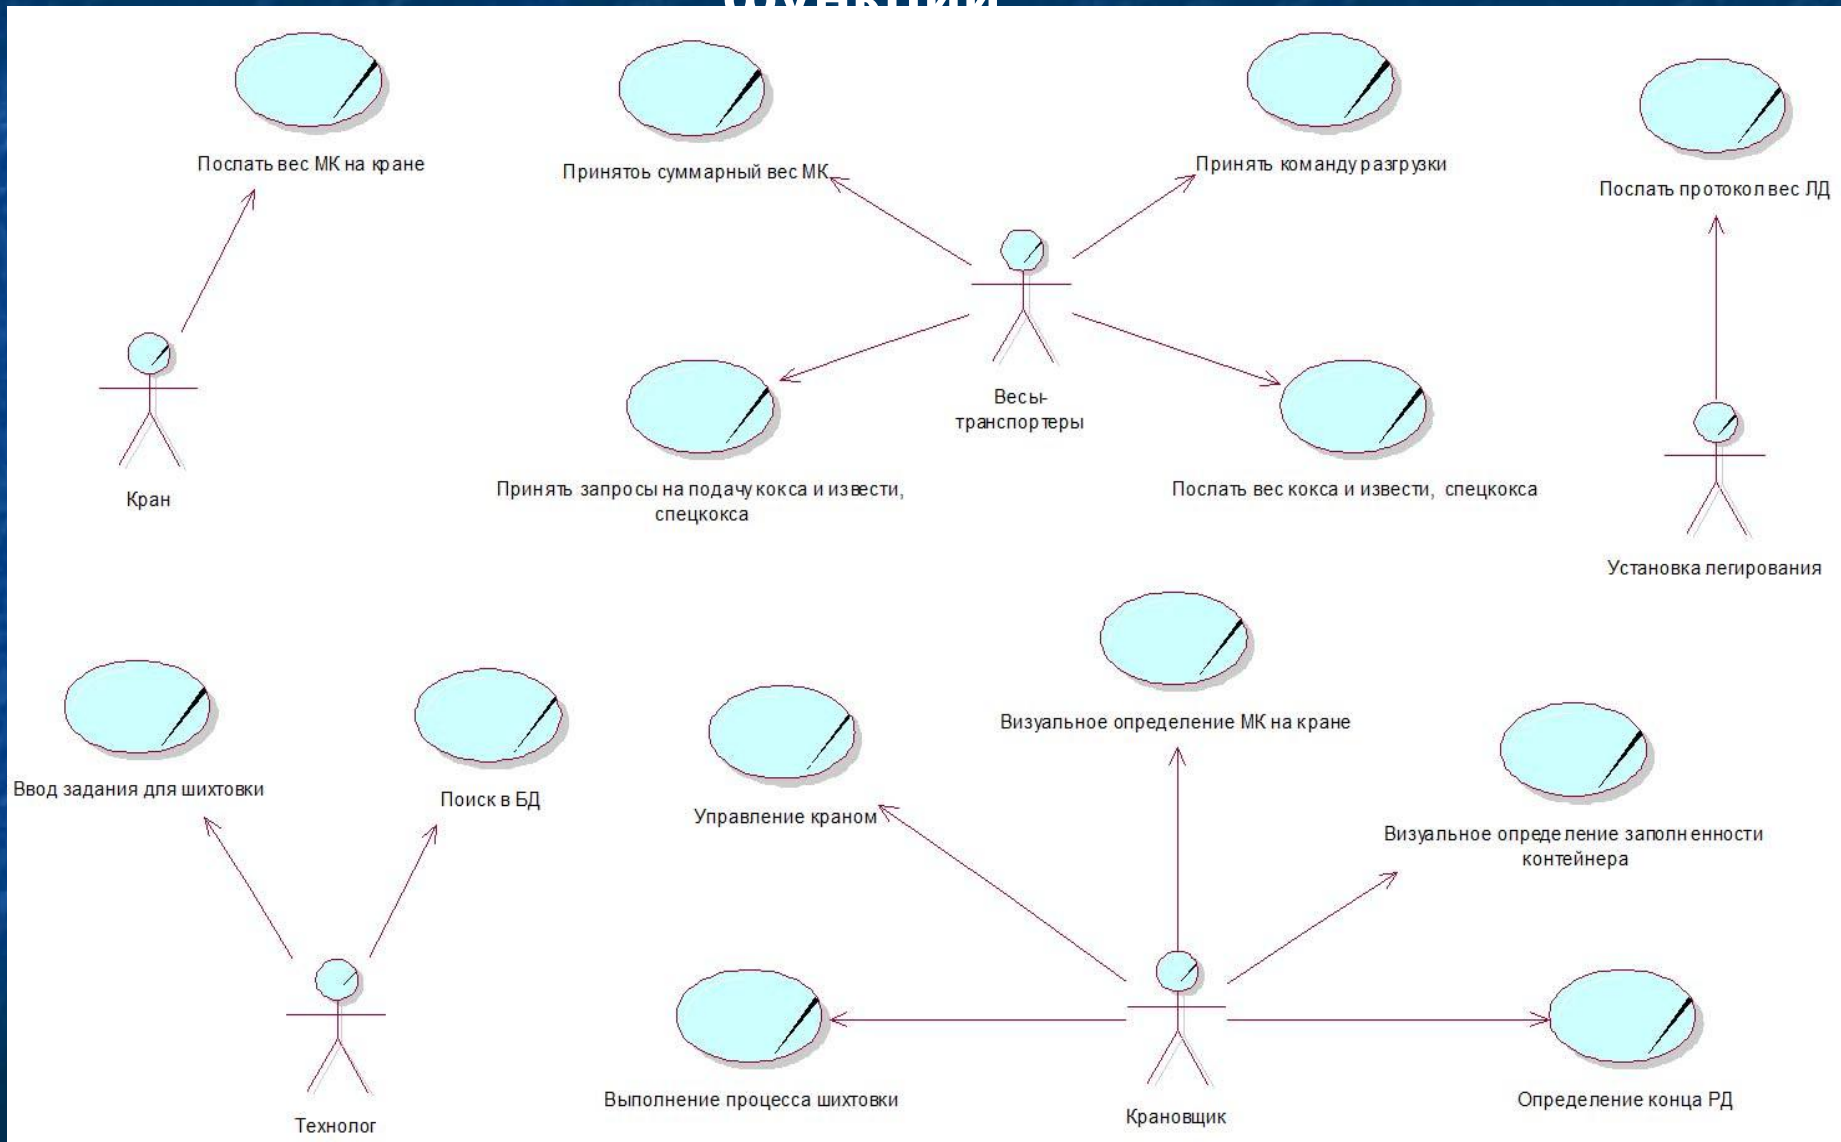 Послать вес МК на кране
Принятоь суммарный вес МК
Принять команду разгрузки
Послать протокол вес ЛД
Кран
Весы-
транспортеры
Принять запросы на подачу кокса и извести,
спецкокса
Послать вес кокса и извести, спецкокса
Установка легирования
Ввод задания для шихтовки
Поиск в БД
Управление краном
Визуальное определение МК на кране
Визуальное определение заполненности
контейнера
Технолог
Выполнение процесса шихтовки
Крановщик
Определение конца РД